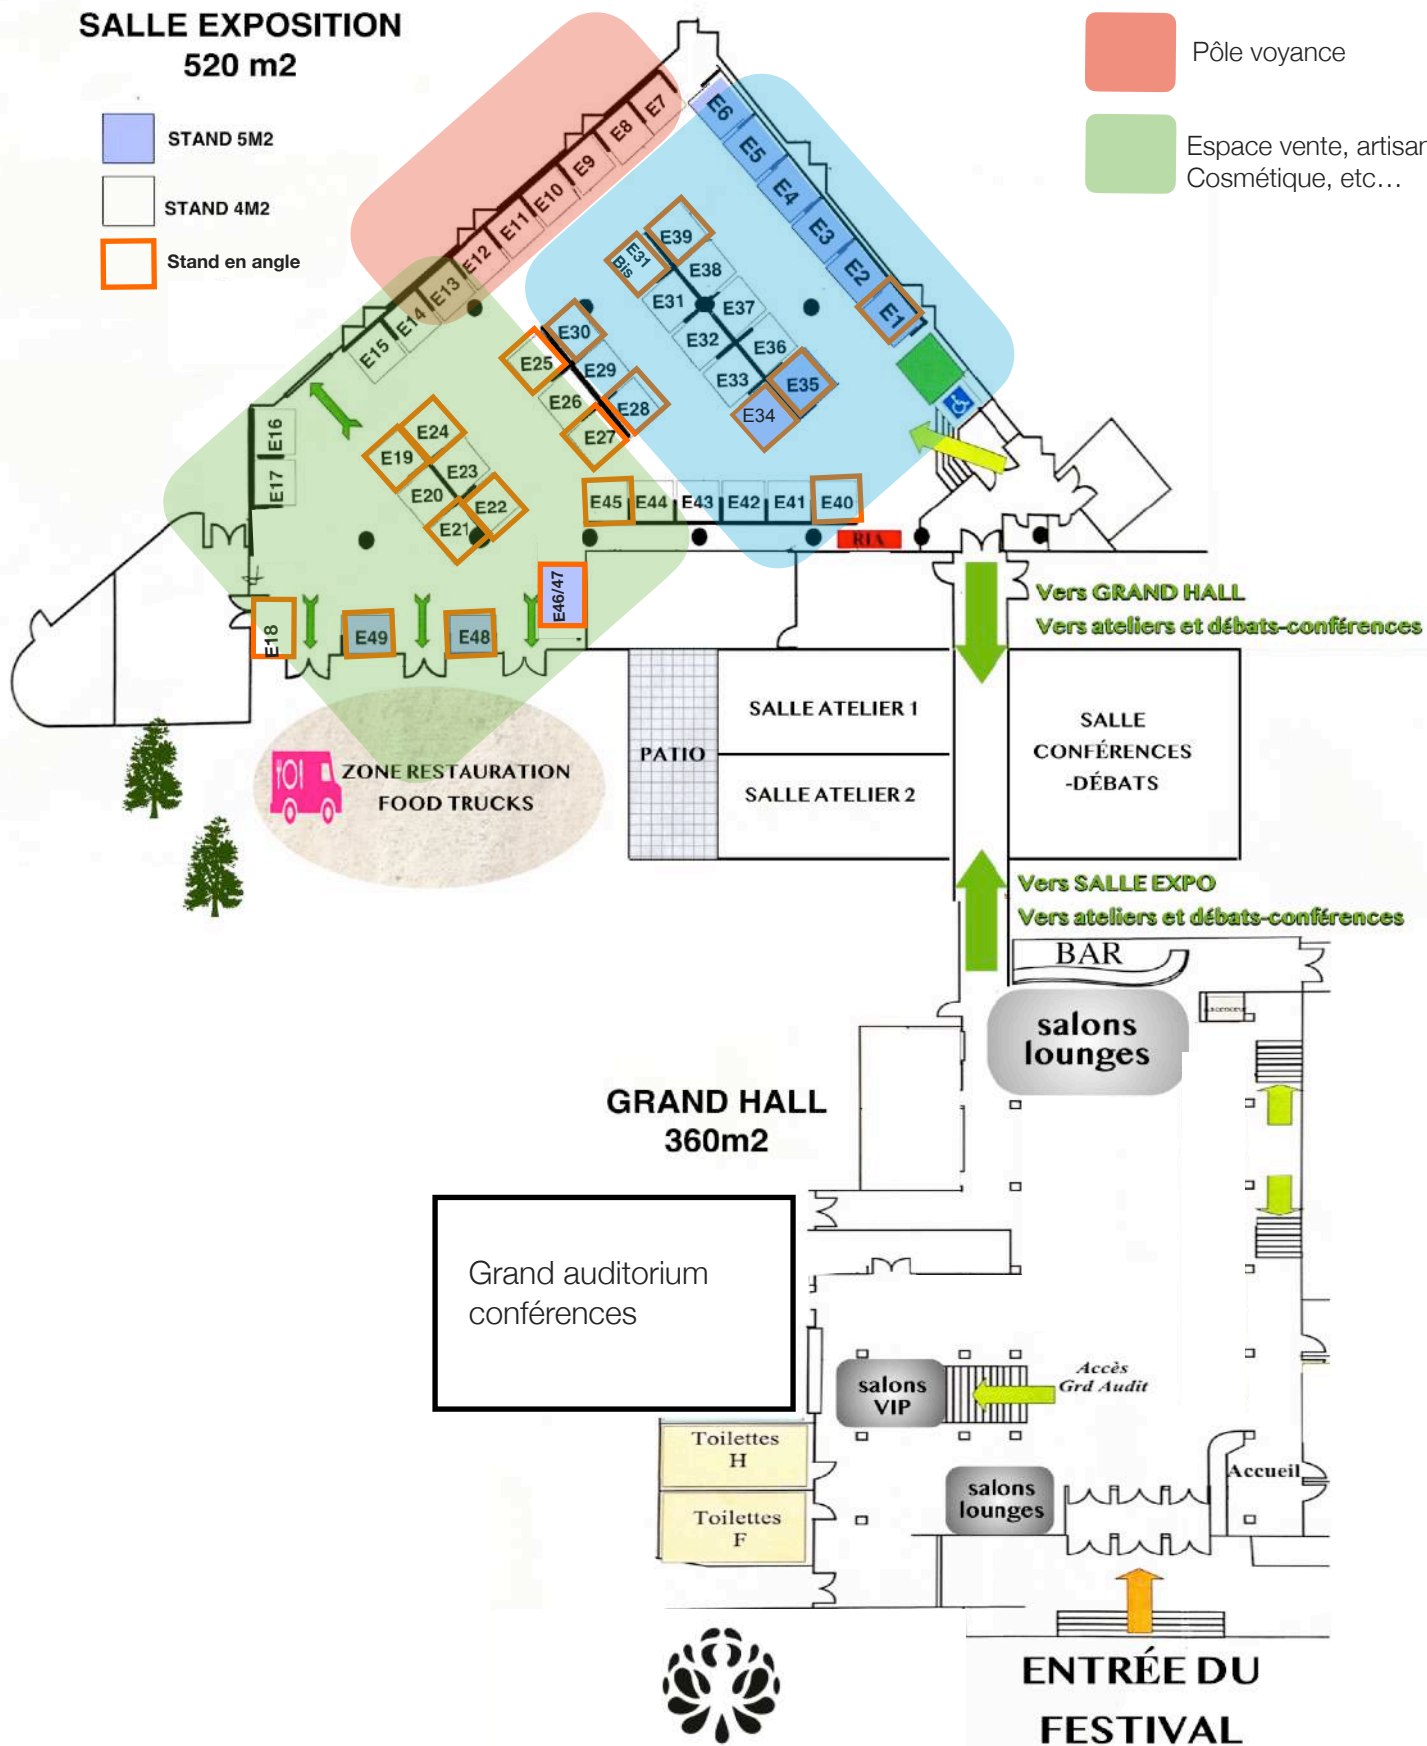 SALLE EXPOSITION
520 m2
STAND 5M2
STAND 4M2
Stand en angle
Pôle voyance
Espace vente, artisan
Cosmétique, etc...
E7
E8
E9
E10
E11
E12
E13
E14
E15
E16
E17
E6
E5
E4
E3
E2
E1
E39
E31
Bis
E38
E31
E37
E32
E36
E33
E35
E34
E30
E25
E29
E26
E28
E27
E24
E19
E23
E20
E22
E21
E45
E44
E43
E42
E41
E40
RIA
E46/47
E18
E49
E48
Vers GRAND HALL
Vers ateliers et débats-conférences
ZONE RESTAURATION
FOOD TRUCKS
PATIO
SALLE ATELIER 1
SALLE ATELIER 2
SALLE
CONFÉRENCES
-DÉBATS
Vers SALLE EXPO
Vers ateliers et débats-conférences
BAR
salons
lounges
GRAND HALL
360m2
Grand auditorium
conférences
salons
VIP
Accès
Grd Audit
Toilettes
H
Toilettes
F
salons
lounges
Accueil
ENTRÉE DU
FESTIVAL